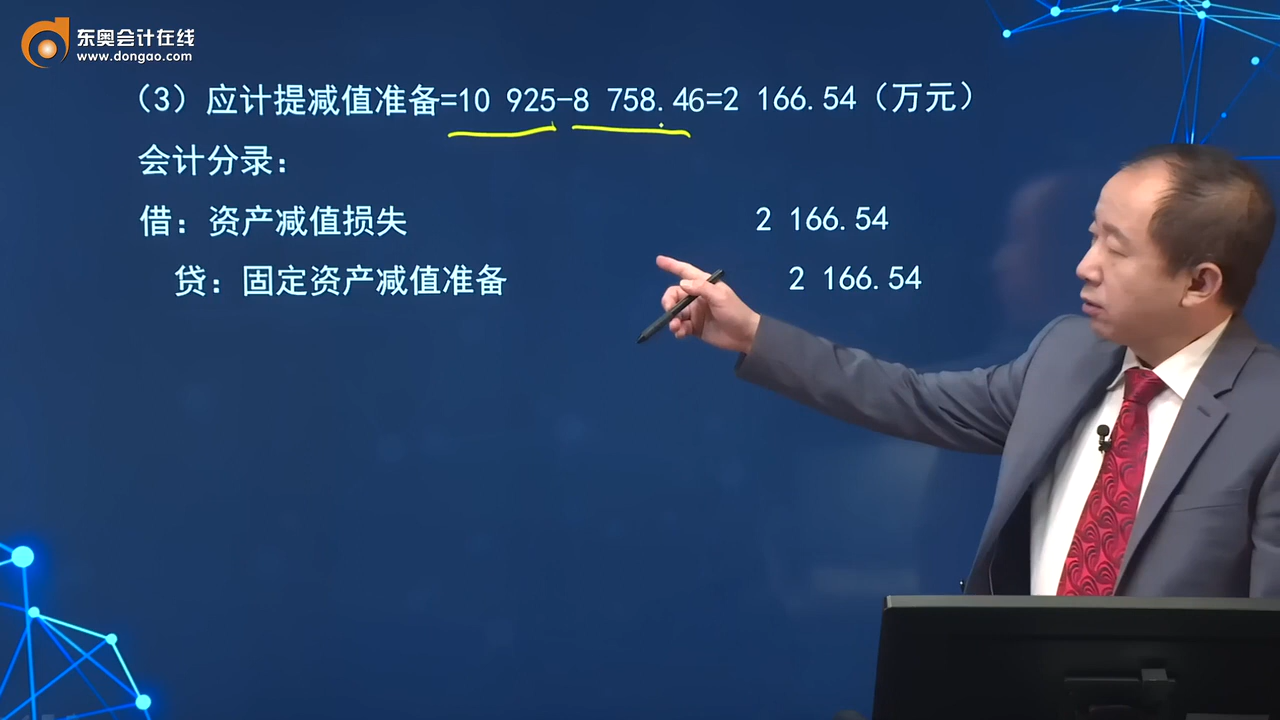 东奥会计在线
www.dongao.com
（3）应计提减值准备=10 925-8 758.46=2 166.54（万元）
会计分录：
借：资产减值损失 2 166.54
贷：固定资产减值准备 2 166.54